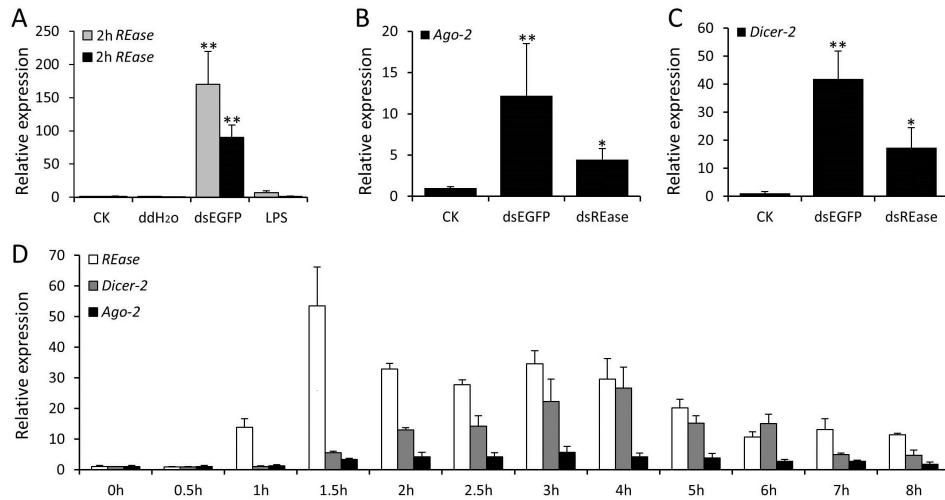 A
Relative expression
250
200
150
100
50
0
2h REase
2h REase
**
**
CK ddH2O dsEGFP LPS
B
Relative expression
20
15
10
5
0
Ago-2
**
*
CK dsEGFP dsREase
C
Relative expression
60
50
40
30
20
10
0
Dicer-2
**
*
CK dsEGFP dsREase
D
Relative expression
70
60
50
40
30
20
10
0
REase
Dicer-2
Ago-2
0h 0.5h 1h 1.5h 2h 2.5h 3h 4h 5h 6h 7h 8h